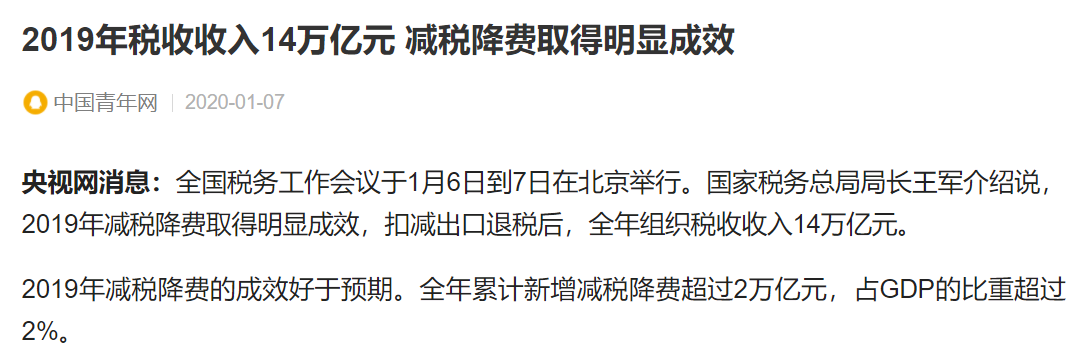 2019年税收收入14万亿元 减税降费取得明显成效
中国青年网 2020-01-07
央视网消息：全国税务工作会议于1月6日到7日在北京举行。国家税务总局局长王军介绍说，
2019年减税降费取得明显成效，扣减出口退税后，全年组织税收收入14万亿元。
2019年减税降费的成效好于预期。全年累计新增减税降费超过2万亿元，占GDP的比重超过
2%。